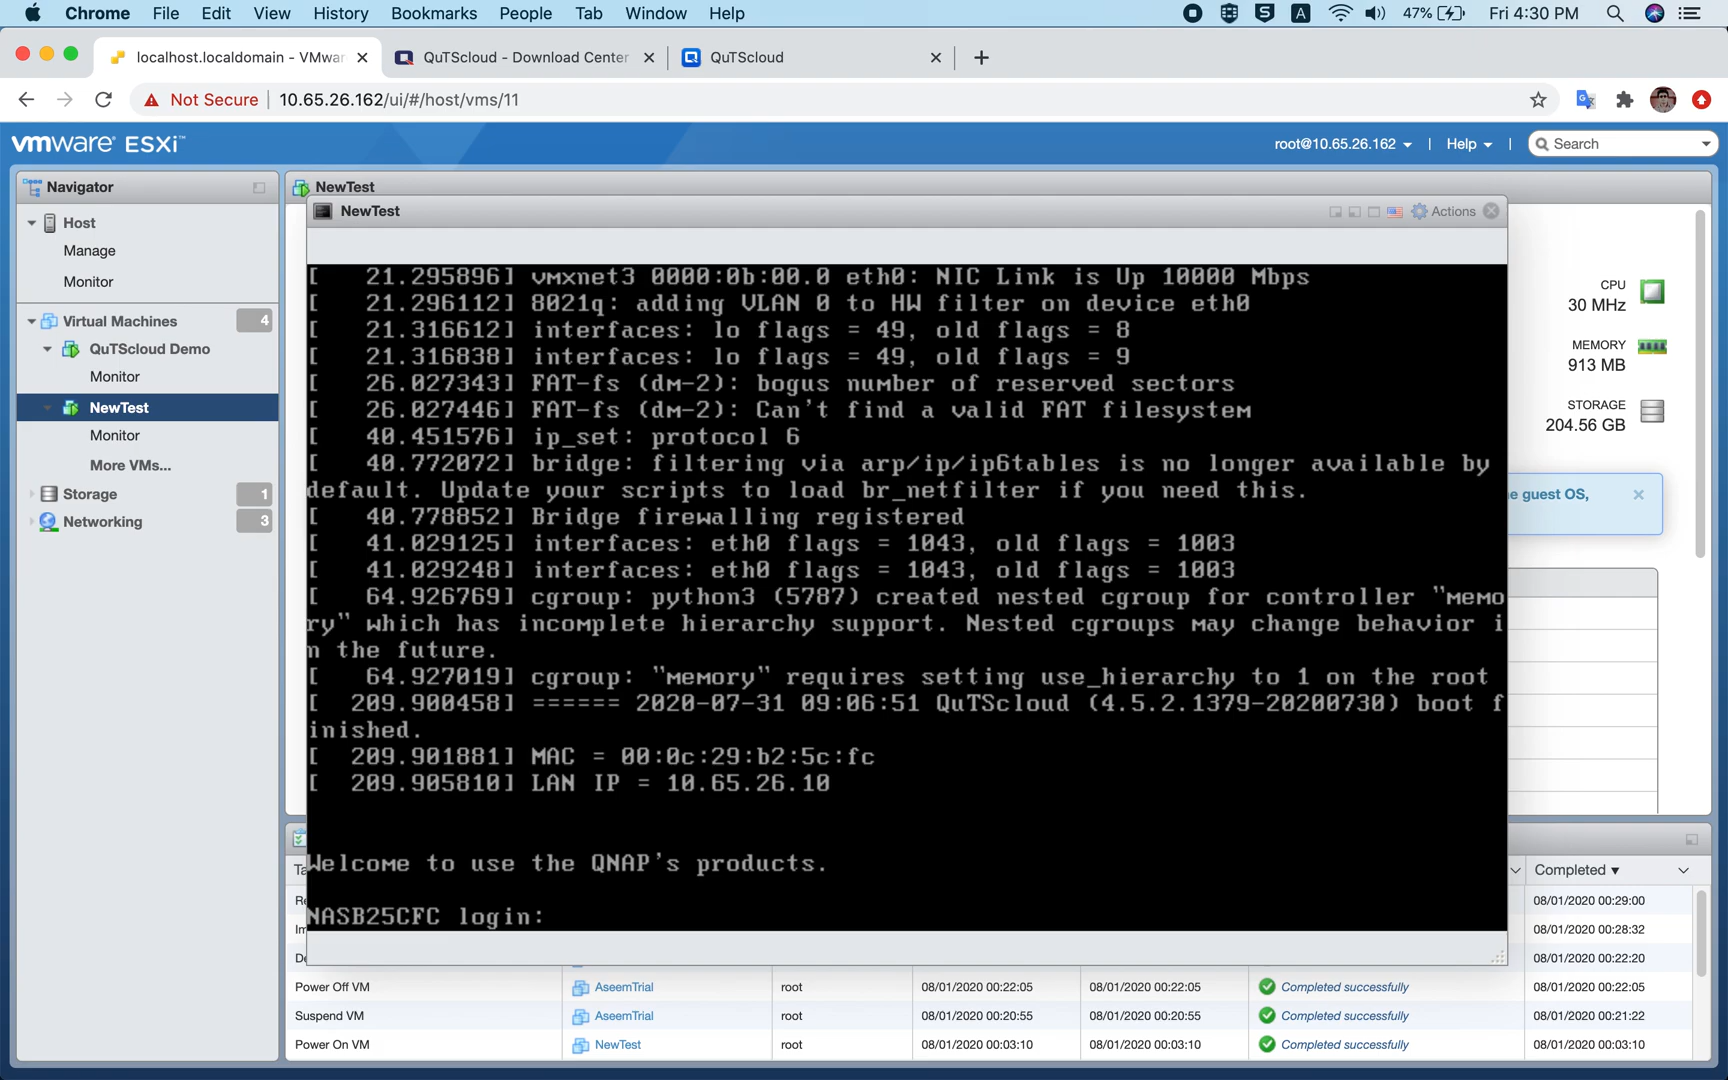 Chrome File Edit View History Bookmarks People Tab Window Help
47% Fri 4:30 PM
localhost.localdomain - VMwar
QuTScloud - Download Center
QuTScloud
Not Secure 10.65.26.162/ui/#/host/vms/11
vmware ESXi™
root@10.65.26.162 | Help | Search
Navigator
Host
Manage
Monitor
Virtual Machines 4
QuTScloud Demo
Monitor
NewTest
Monitor
More VMs...
Storage 1
Networking 3
NewTest
NewTest
Actions
[ 21.295896] vmxnet3 0000:0b:00.0 eth0: NIC Link is Up 10000 Mbps
[ 21.296112] 8021q: adding VLAN 0 to HW filter on device eth0
[ 21.316612] interfaces: lo flags = 49, old flags = 8
[ 21.316838] interfaces: lo flags = 49, old flags = 9
[ 26.027343] FAT-fs (dm-2): bogus number of reserved sectors
[ 26.027446] FAT-fs (dm-2): Can't find a valid FAT filesystem
[ 40.451576] ip_set: protocol 6
[ 40.772072] bridge: filtering via arp/ip/ip6tables is no longer available by
default. Update your scripts to load br_netfilter if you need this.
[ 40.778852] Bridge firewalling registered
[ 41.029125] interfaces: eth0 flags = 1043, old flags = 1003
[ 41.029248] interfaces: eth0 flags = 1043, old flags = 1003
[ 64.926769] cgroup: python3 (5787) created nested cgroup for controller "memo
ry" which has incomplete hierarchy support. Nested cgroups may change behavior i
n the future.
[ 64.927019] cgroup: "memory" requires setting use_hierarchy to 1 on the root
[ 209.900458] ====== 2020-07-31 09:06:51 QuTScloud (4.5.2.1379-20200730) boot f
inished.
[ 209.901881] MAC = 00:0c:29:b2:5c:fc
[ 209.905810] LAN IP = 10.65.26.10
Welcome to use the QNAP's products.
NASB25CFC login:
CPU
30 MHz
MEMORY
913 MB
STORAGE
204.56 GB
e guest OS,
Completed ▼
08/01/2020 00:29:00
08/01/2020 00:28:32
08/01/2020 00:22:20
Power Off VM AseemTrial root 08/01/2020 00:22:05 08/01/2020 00:22:05 Completed successfully 08/01/2020 00:22:05
Suspend VM AseemTrial root 08/01/2020 00:20:55 08/01/2020 00:20:55 Completed successfully 08/01/2020 00:21:22
Power On VM NewTest root 08/01/2020 00:03:10 08/01/2020 00:03:10 Completed successfully 08/01/2020 00:03:10